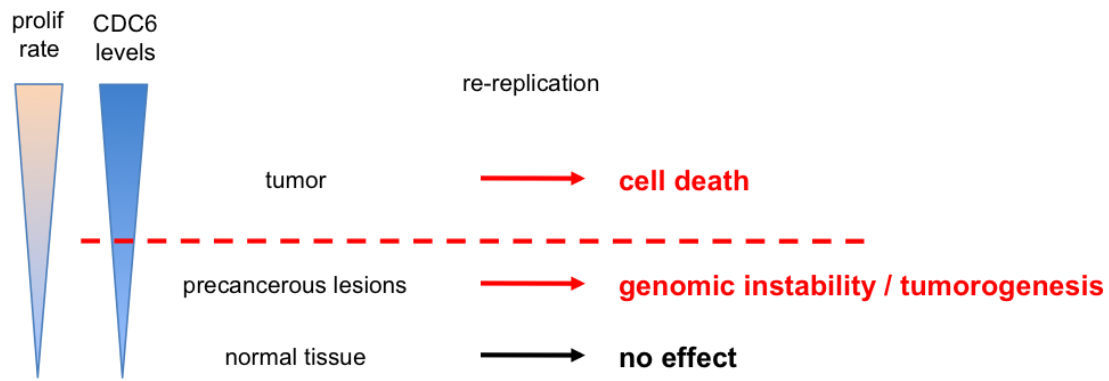 prolif
rate
CDC6
levels
re-replication
tumor
cell death
precancerous lesions
genomic instability / tumorogenesis
normal tissue
no effect